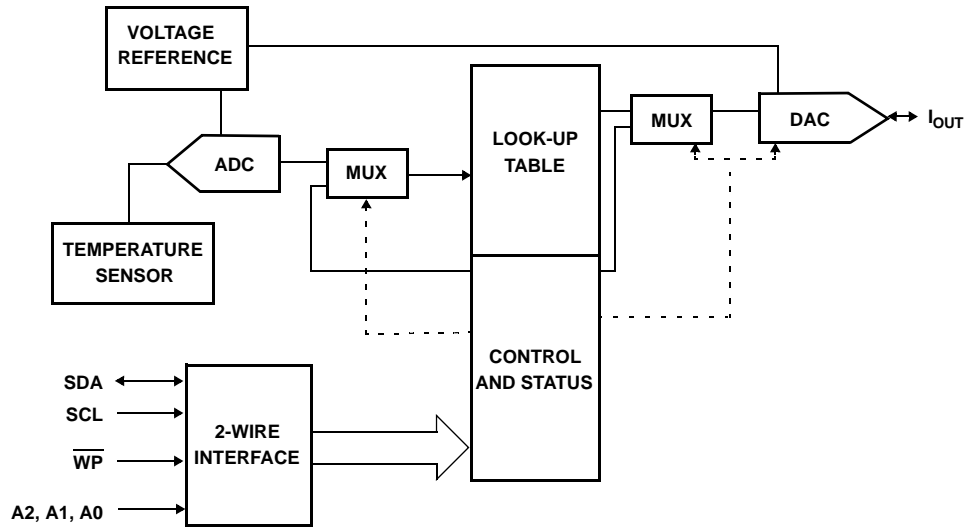 VOLTAGE
REFERENCE
ADC
MUX
LOOK-UP
TABLE
MUX
DAC
I_OUT
TEMPERATURE
SENSOR
CONTROL
AND STATUS
SDA
SCL
W̅P̅
A2, A1, A0
2-WIRE
INTERFACE